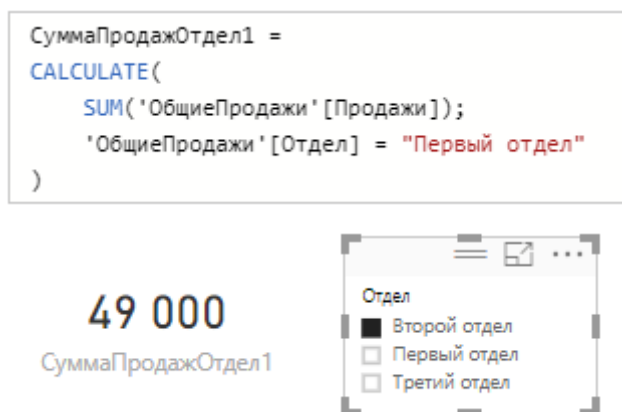 СуммаПродажОтдел1 =
CALCULATE(
SUM('ОбщиеПродажи'[Продажи]);
'ОбщиеПродажи'[Отдел] = "Первый отдел"
)
49 000
СуммаПродажОтдел1
Отдел
Второй отдел
Первый отдел
Третий отдел